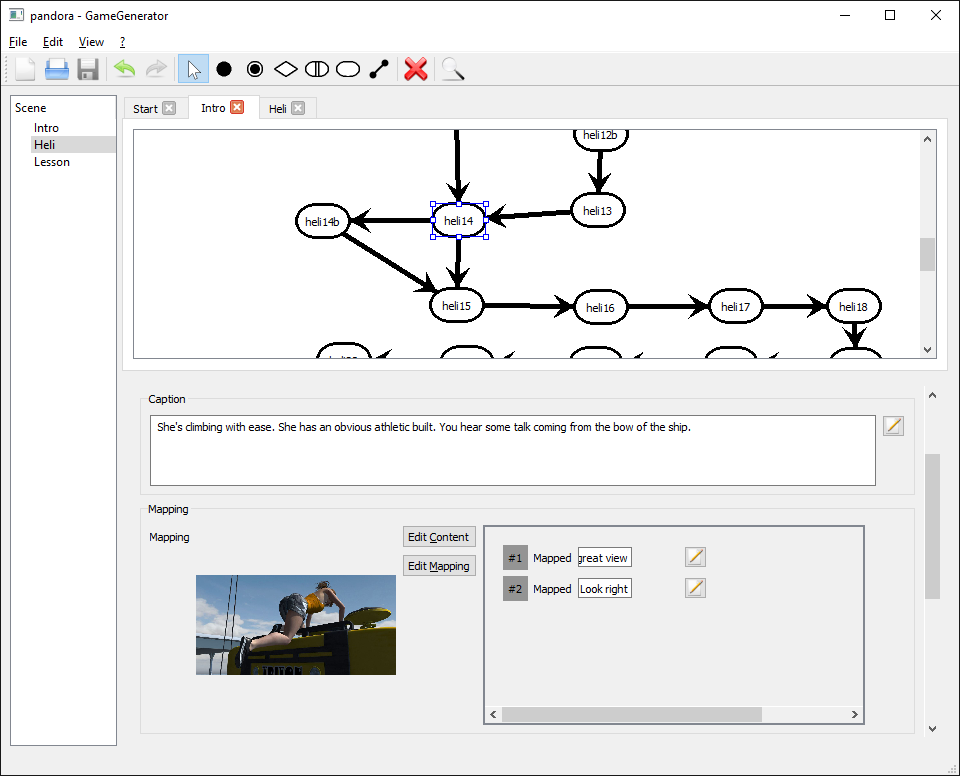 pandora - GameGenerator
File Edit View ?
Scene
Intro
Heli
Lesson
Start Intro Heli
heli12b
heli13
heli14b
heli14
heli15
heli16
heli17
heli18
Caption
She's climbing with ease. She has an obvious athletic built. You hear some talk coming from the bow of the ship.
Mapping
Mapping
Edit Content
Edit Mapping
#1 Mapped great view
#2 Mapped Look right